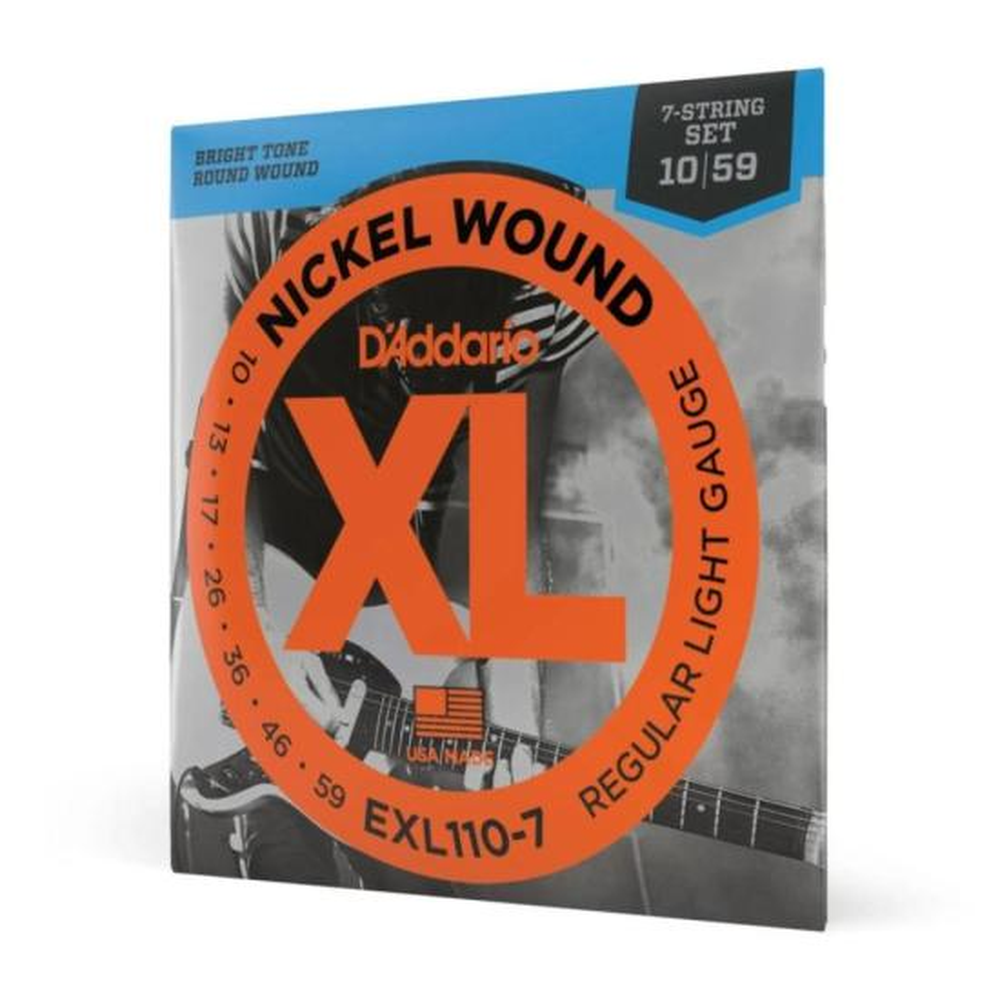 BRIGHT TONE
ROUND WOUND
7-STRING
SET
10|59
NICKEL WOUND
D'Addario
XL
USA MADE
10 • 13 • 17 • 26 • 36 • 46 • 59
EXL110-7
REGULAR LIGHT GAUGE